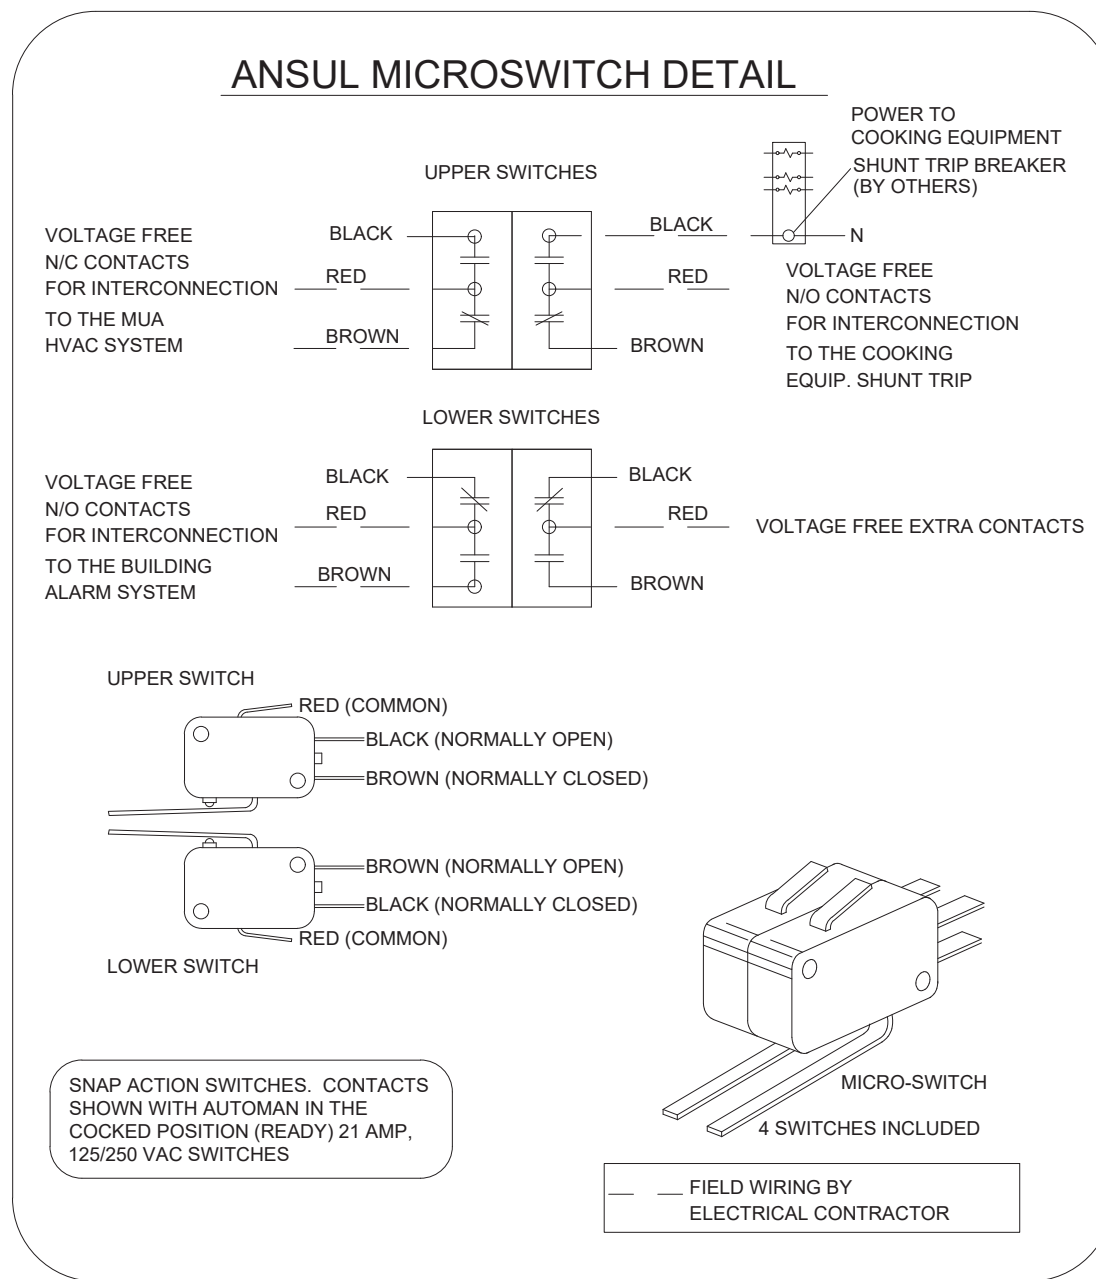 ANSUL MICROSWITCH DETAIL
POWER TO
COOKING EQUIPMENT
SHUNT TRIP BREAKER
(BY OTHERS)
N
UPPER SWITCHES
VOLTAGE FREE
N/C CONTACTS
FOR INTERCONNECTION
TO THE MUA
HVAC SYSTEM
BLACK
RED
BROWN
BLACK
RED
BROWN
VOLTAGE FREE
N/O CONTACTS
FOR INTERCONNECTION
TO THE COOKING
EQUIP. SHUNT TRIP
LOWER SWITCHES
VOLTAGE FREE
N/O CONTACTS
FOR INTERCONNECTION
TO THE BUILDING
ALARM SYSTEM
BLACK
RED
BROWN
BLACK
RED
BROWN
VOLTAGE FREE EXTRA CONTACTS
UPPER SWITCH
RED (COMMON)
BLACK (NORMALLY OPEN)
BROWN (NORMALLY CLOSED)
BROWN (NORMALLY OPEN)
BLACK (NORMALLY CLOSED)
RED (COMMON)
LOWER SWITCH
SNAP ACTION SWITCHES. CONTACTS
SHOWN WITH AUTOMAN IN THE
COCKED POSITION (READY) 21 AMP,
125/250 VAC SWITCHES
MICRO-SWITCH
4 SWITCHES INCLUDED
FIELD WIRING BY
ELECTRICAL CONTRACTOR